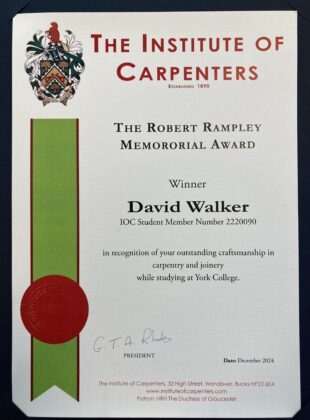 THE INSTITUTE OF
CARPENTERS
ESTABLISHED 1890
THE ROBERT RAMPLEY
MEMORORIAL AWARD
Winner
David Walker
IOC Student Member Number 2220090
in recognition of your outstanding craftsmanship in
carpentry and joinery
while studying at York College.
G T A Rhodes
PRESIDENT
Date: December 2024
The Institute of Carpenters, 32 High Street, Wendover, Bucks HP22 6EA
www.instituteofcarpenters.com
Patron: HRH The Duchess of Gloucester